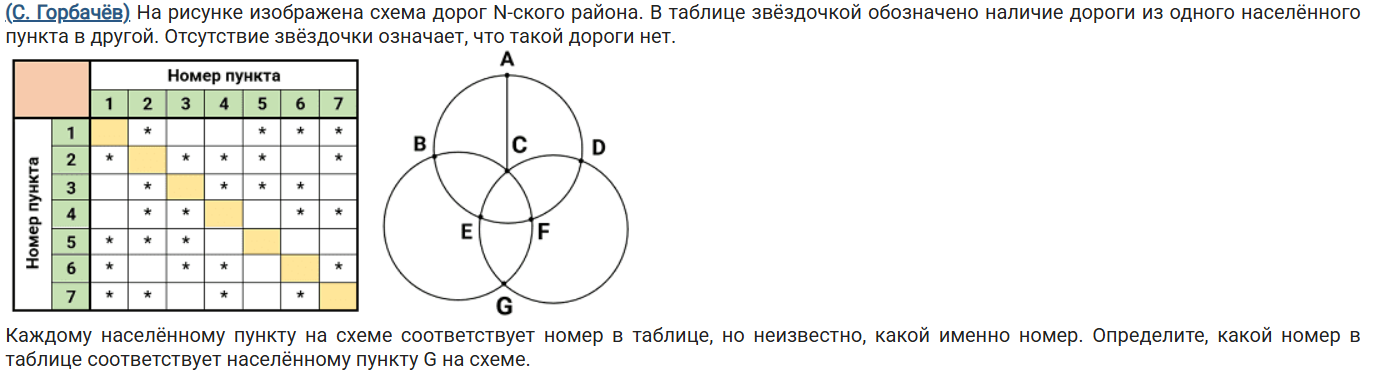 (С. Горбачёв) На рисунке изображена схема дорог N-ского района. В таблице звёздочкой обозначено наличие дороги из одного населённого
пункта в другой. Отсутствие звёздочки означает, что такой дороги нет.
Номер пункта
1 2 3 4 5 6 7
Номер пункта
1 * * * *
2 * * * * *
3 * * * *
4 * * * *
5 * * *
6 * * * *
7 * * * *
A
B
C
D
E
F
G
Каждому населённому пункту на схеме соответствует номер в таблице, но неизвестно, какой именно номер. Определите, какой номер в
таблице соответствует населённому пункту G на схеме.